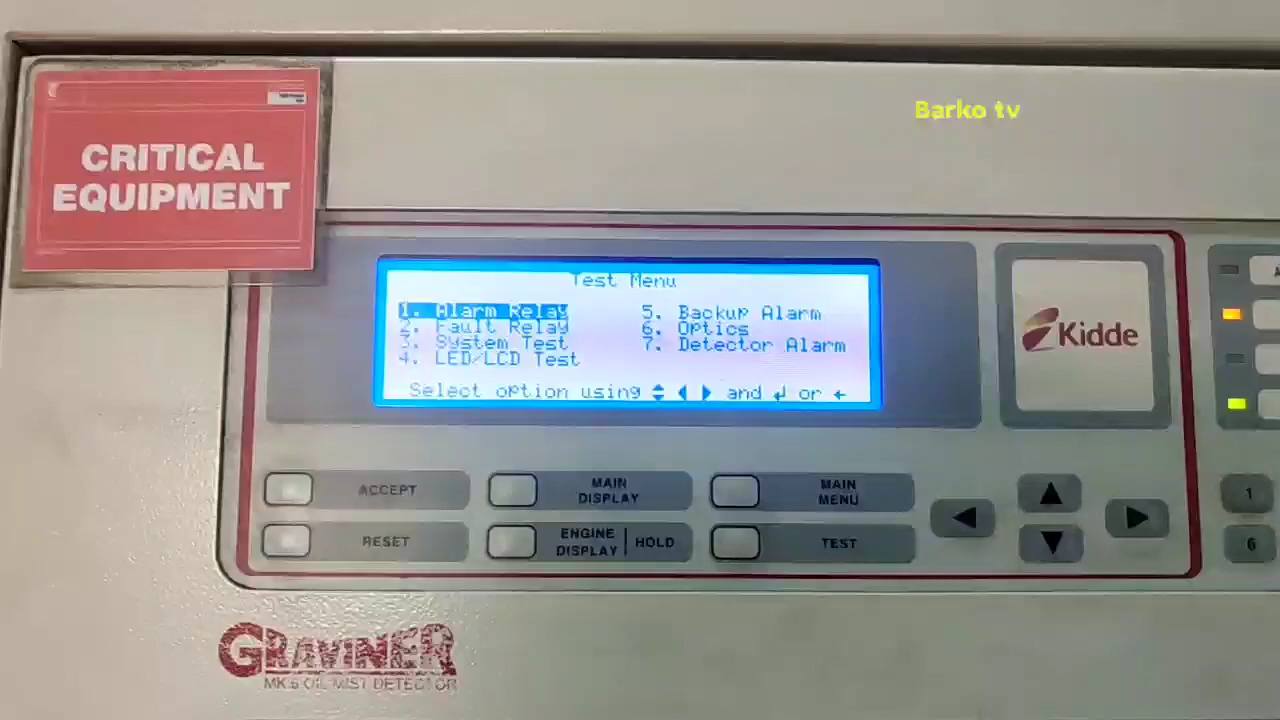 Barko tv
CRITICAL
EQUIPMENT
Test Menu
1. Alarm Relay
2. Fault Relay
3. System Test
4. LED/LCD Test
5. Backup Alarm
6. Optics
7. Detector Alarm
Select option using and or
Kidde
ACCEPT
MAIN
DISPLAY
MAIN
MENU
RESET
ENGINE
DISPLAY
HOLD
TEST
1
6
GRAVINER
MK.6 OIL MIST DETECTOR